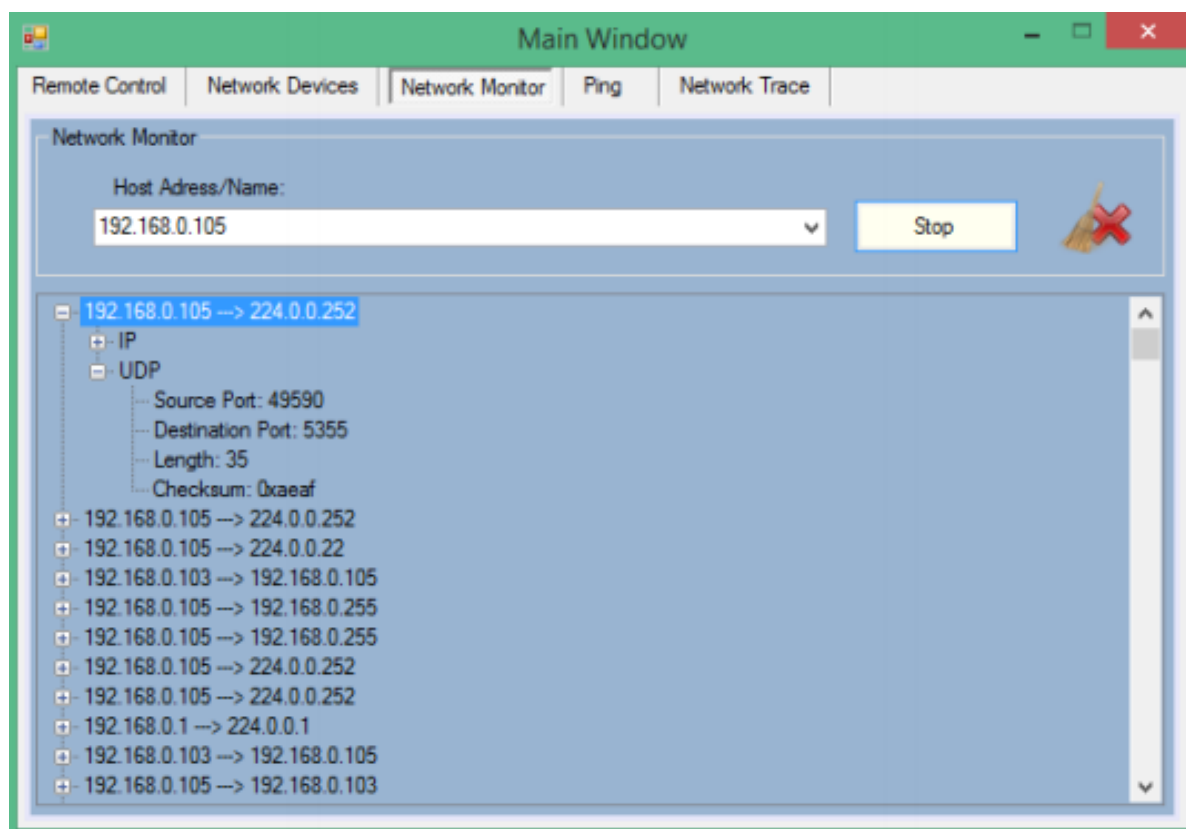 Main Window
Remote Control Network Devices Network Monitor Ping Network Trace
Network Monitor
Host Adress/Name:
192.168.0.105 Stop
192.168.0.105 ---> 224.0.0.252
IP
UDP
Source Port: 49590
Destination Port: 5355
Length: 35
Checksum: 0xaeaf
192.168.0.105 ---> 224.0.0.252
192.168.0.105 ---> 224.0.0.22
192.168.0.103 ---> 192.168.0.105
192.168.0.105 ---> 192.168.0.255
192.168.0.105 ---> 192.168.0.255
192.168.0.105 ---> 224.0.0.252
192.168.0.105 ---> 224.0.0.252
192.168.0.1 ---> 224.0.0.1
192.168.0.103 ---> 192.168.0.105
192.168.0.105 ---> 192.168.0.103